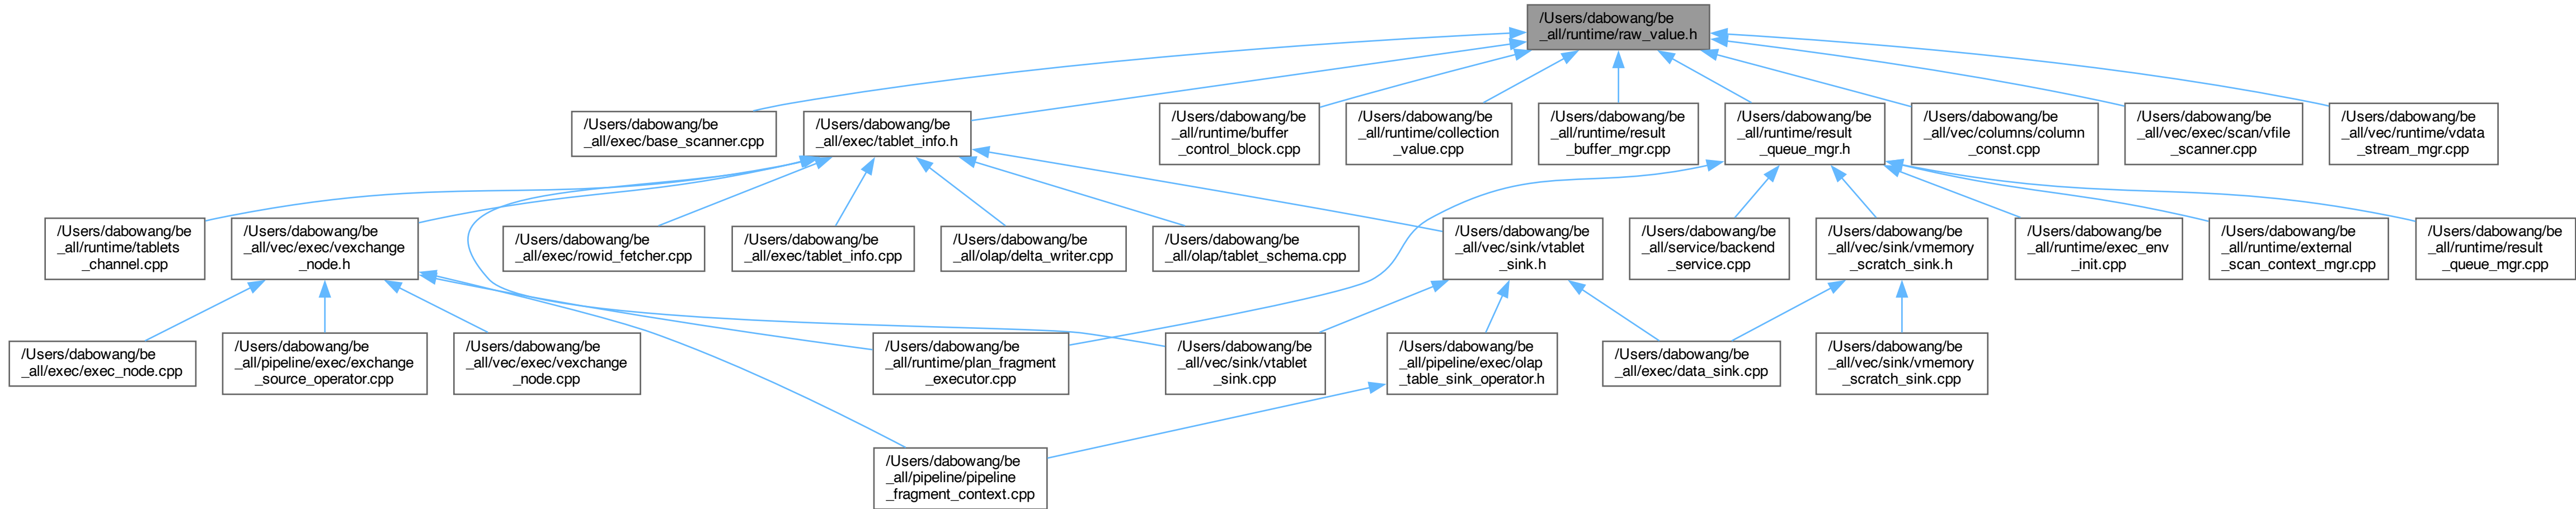 /Users/dabowang/be
_all/runtime/raw_value.h
/Users/dabowang/be
_all/exec/base_scanner.cpp
/Users/dabowang/be
_all/exec/tablet_info.h
/Users/dabowang/be
_all/runtime/buffer
_control_block.cpp
/Users/dabowang/be
_all/runtime/collection
_value.cpp
/Users/dabowang/be
_all/runtime/result
_buffer_mgr.cpp
/Users/dabowang/be
_all/runtime/result
_queue_mgr.h
/Users/dabowang/be
_all/vec/columns/column
_const.cpp
/Users/dabowang/be
_all/vec/exec/scan/vfile
_scanner.cpp
/Users/dabowang/be
_all/vec/runtime/vdata
_stream_mgr.cpp
/Users/dabowang/be
_all/runtime/tablets
_channel.cpp
/Users/dabowang/be
_all/vec/exec/vexchange
_node.h
/Users/dabowang/be
_all/exec/rowid_fetcher.cpp
/Users/dabowang/be
_all/exec/tablet_info.cpp
/Users/dabowang/be
_all/olap/delta_writer.cpp
/Users/dabowang/be
_all/olap/tablet_schema.cpp
/Users/dabowang/be
_all/vec/sink/vtablet
_sink.h
/Users/dabowang/be
_all/service/backend
_service.cpp
/Users/dabowang/be
_all/vec/sink/vmemory
_scratch_sink.h
/Users/dabowang/be
_all/runtime/exec_env
_init.cpp
/Users/dabowang/be
_all/runtime/external
_scan_context_mgr.cpp
/Users/dabowang/be
_all/runtime/result
_queue_mgr.cpp
/Users/dabowang/be
_all/exec/exec_node.cpp
/Users/dabowang/be
_all/pipeline/exec/exchange
_source_operator.cpp
/Users/dabowang/be
_all/vec/exec/vexchange
_node.cpp
/Users/dabowang/be
_all/runtime/plan_fragment
_executor.cpp
/Users/dabowang/be
_all/vec/sink/vtablet
_sink.cpp
/Users/dabowang/be
_all/pipeline/exec/olap
_table_sink_operator.h
/Users/dabowang/be
_all/exec/data_sink.cpp
/Users/dabowang/be
_all/vec/sink/vmemory
_scratch_sink.cpp
/Users/dabowang/be
_all/pipeline/pipeline
_fragment_context.cpp